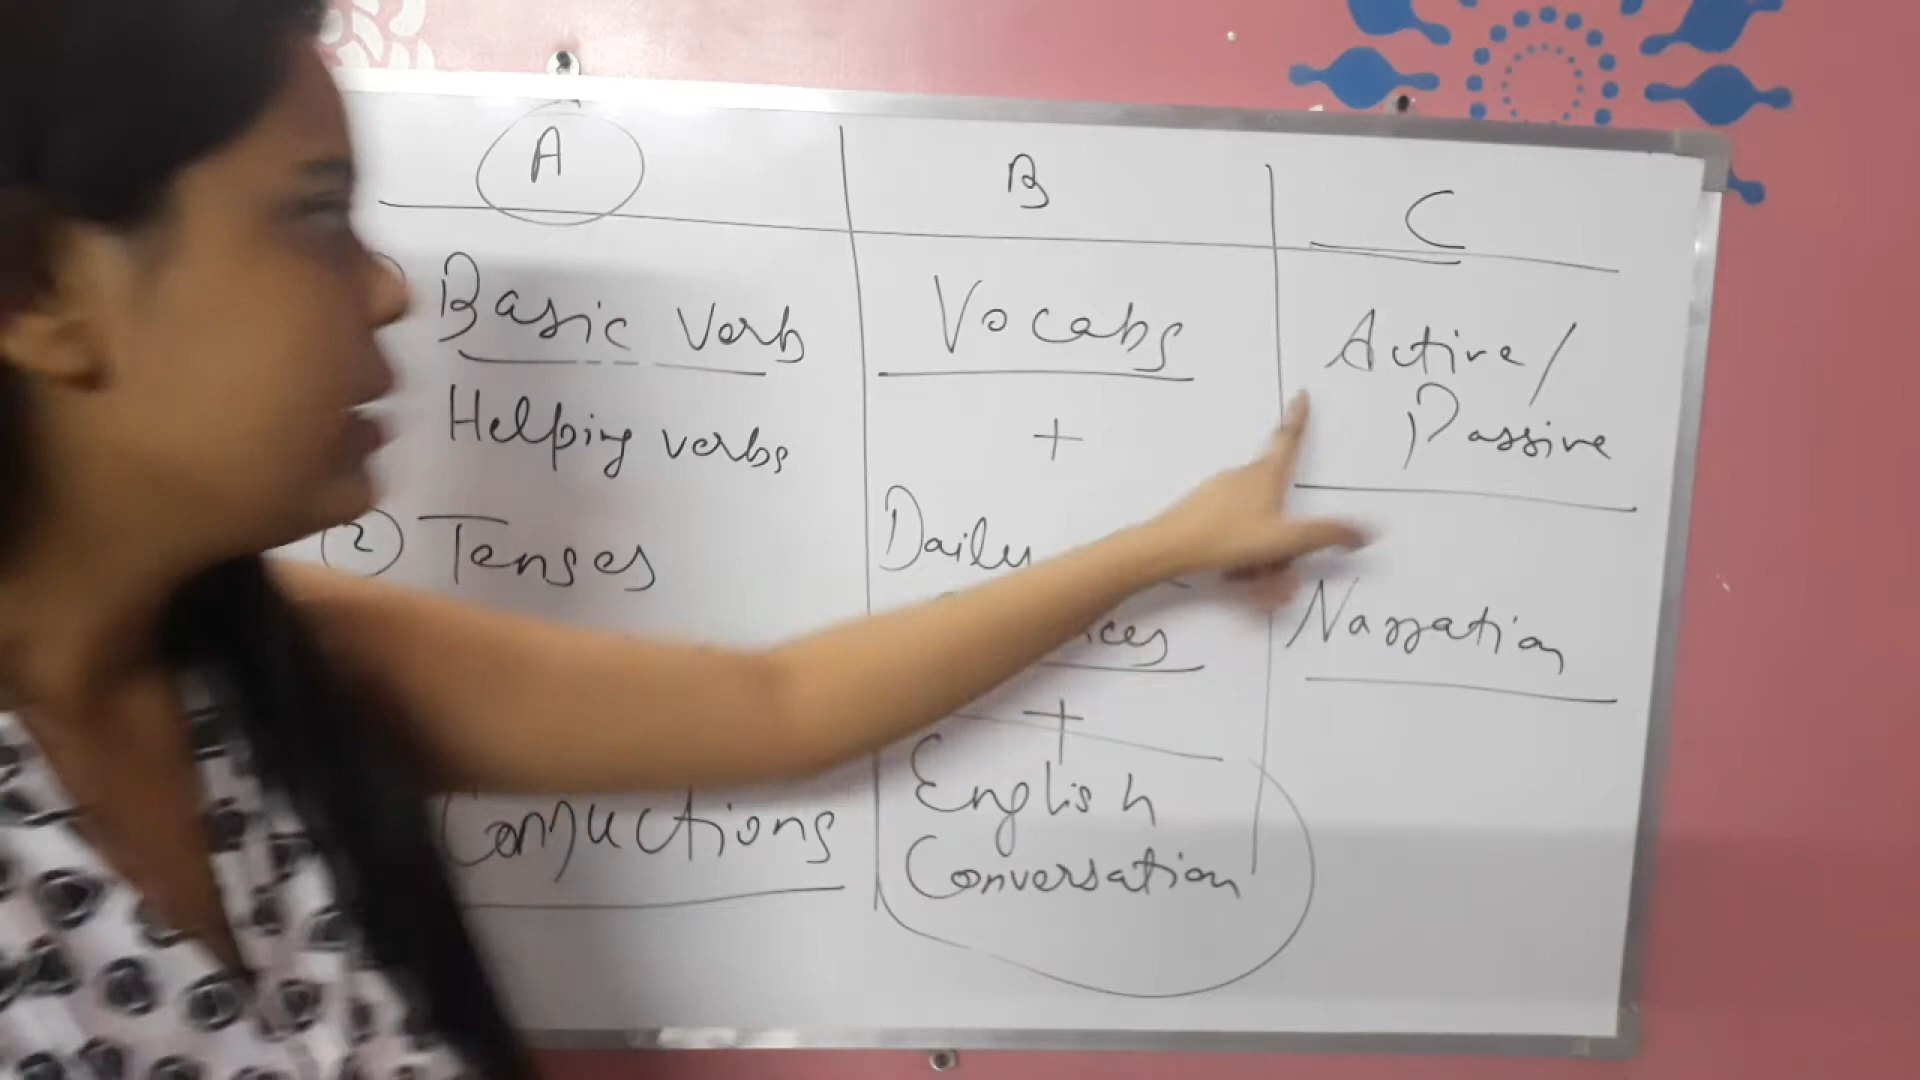 A
B
C
Basic Verb
Helping verbs
2 Tenses
Conjuctions
Vocabs
+
Daily
+
English
Conversation
Active/
Passive
Narration